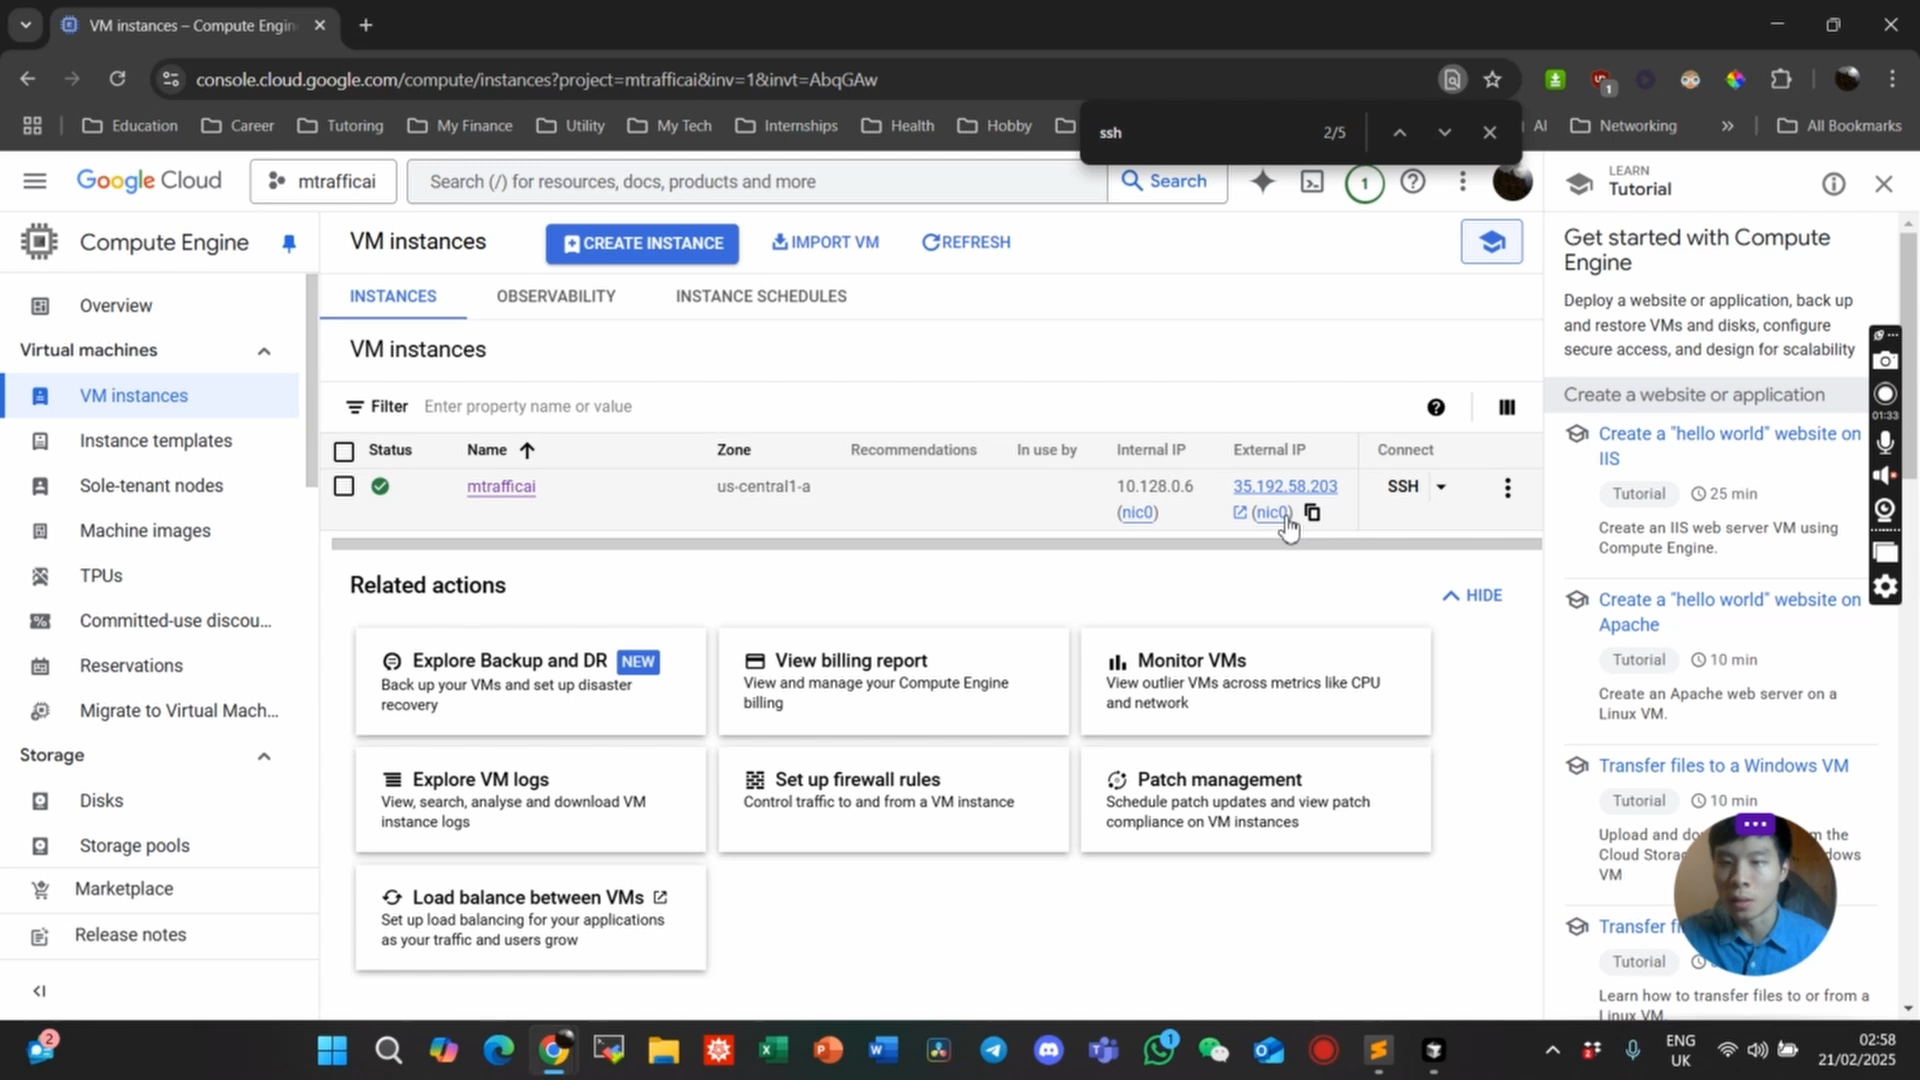 VM instances – Compute Engin
console.cloud.google.com/compute/instances?project=mtrafficai&inv=1&invt=AbqGAw
1
Education
Career
Tutoring
My Finance
Utility
My Tech
Internships
Health
Hobby
AI
Networking
All Bookmarks
ssh
2/5
Google Cloud
mtrafficai
Search (/) for resources, docs, products and more
Search
1
LEARN
Tutorial
Compute Engine
VM instances
CREATE INSTANCE
IMPORT VM
REFRESH
Overview
Virtual machines
VM instances
Instance templates
Sole-tenant nodes
Machine images
TPUs
Committed-use discou...
Reservations
Migrate to Virtual Mach...
Storage
Disks
Storage pools
Marketplace
Release notes
INSTANCES
OBSERVABILITY
INSTANCE SCHEDULES
VM instances
Filter
Enter property name or value
Status
Name
Zone
Recommendations
In use by
Internal IP
External IP
Connect
mtrafficai
us-central1-a
10.128.0.6
(nic0)
35.192.58.203
(nic0)
SSH
Related actions
HIDE
Explore Backup and DR NEW
Back up your VMs and set up disaster
recovery
View billing report
View and manage your Compute Engine
billing
Monitor VMs
View outlier VMs across metrics like CPU
and network
Explore VM logs
View, search, analyse and download VM
instance logs
Set up firewall rules
Control traffic to and from a VM instance
Patch management
Schedule patch updates and view patch
compliance on VM instances
Load balance between VMs
Set up load balancing for your applications
as your traffic and users grow
Get started with Compute
Engine
Deploy a website or application, back up
and restore VMs and disks, configure
secure access, and design for scalability
Create a website or application
Create a "hello world" website on
IIS
Tutorial
25 min
Create an IIS web server VM using
Compute Engine.
Create a "hello world" website on
Apache
Tutorial
10 min
Create an Apache web server on a
Linux VM.
Transfer files to a Windows VM
Tutorial
10 min
Upload and
the
Cloud
VM
Transfer
Tutorial
Learn how to transfer files to or from a
Linux VM.
01:33
2
1
ENG
UK
02:58
21/02/2025